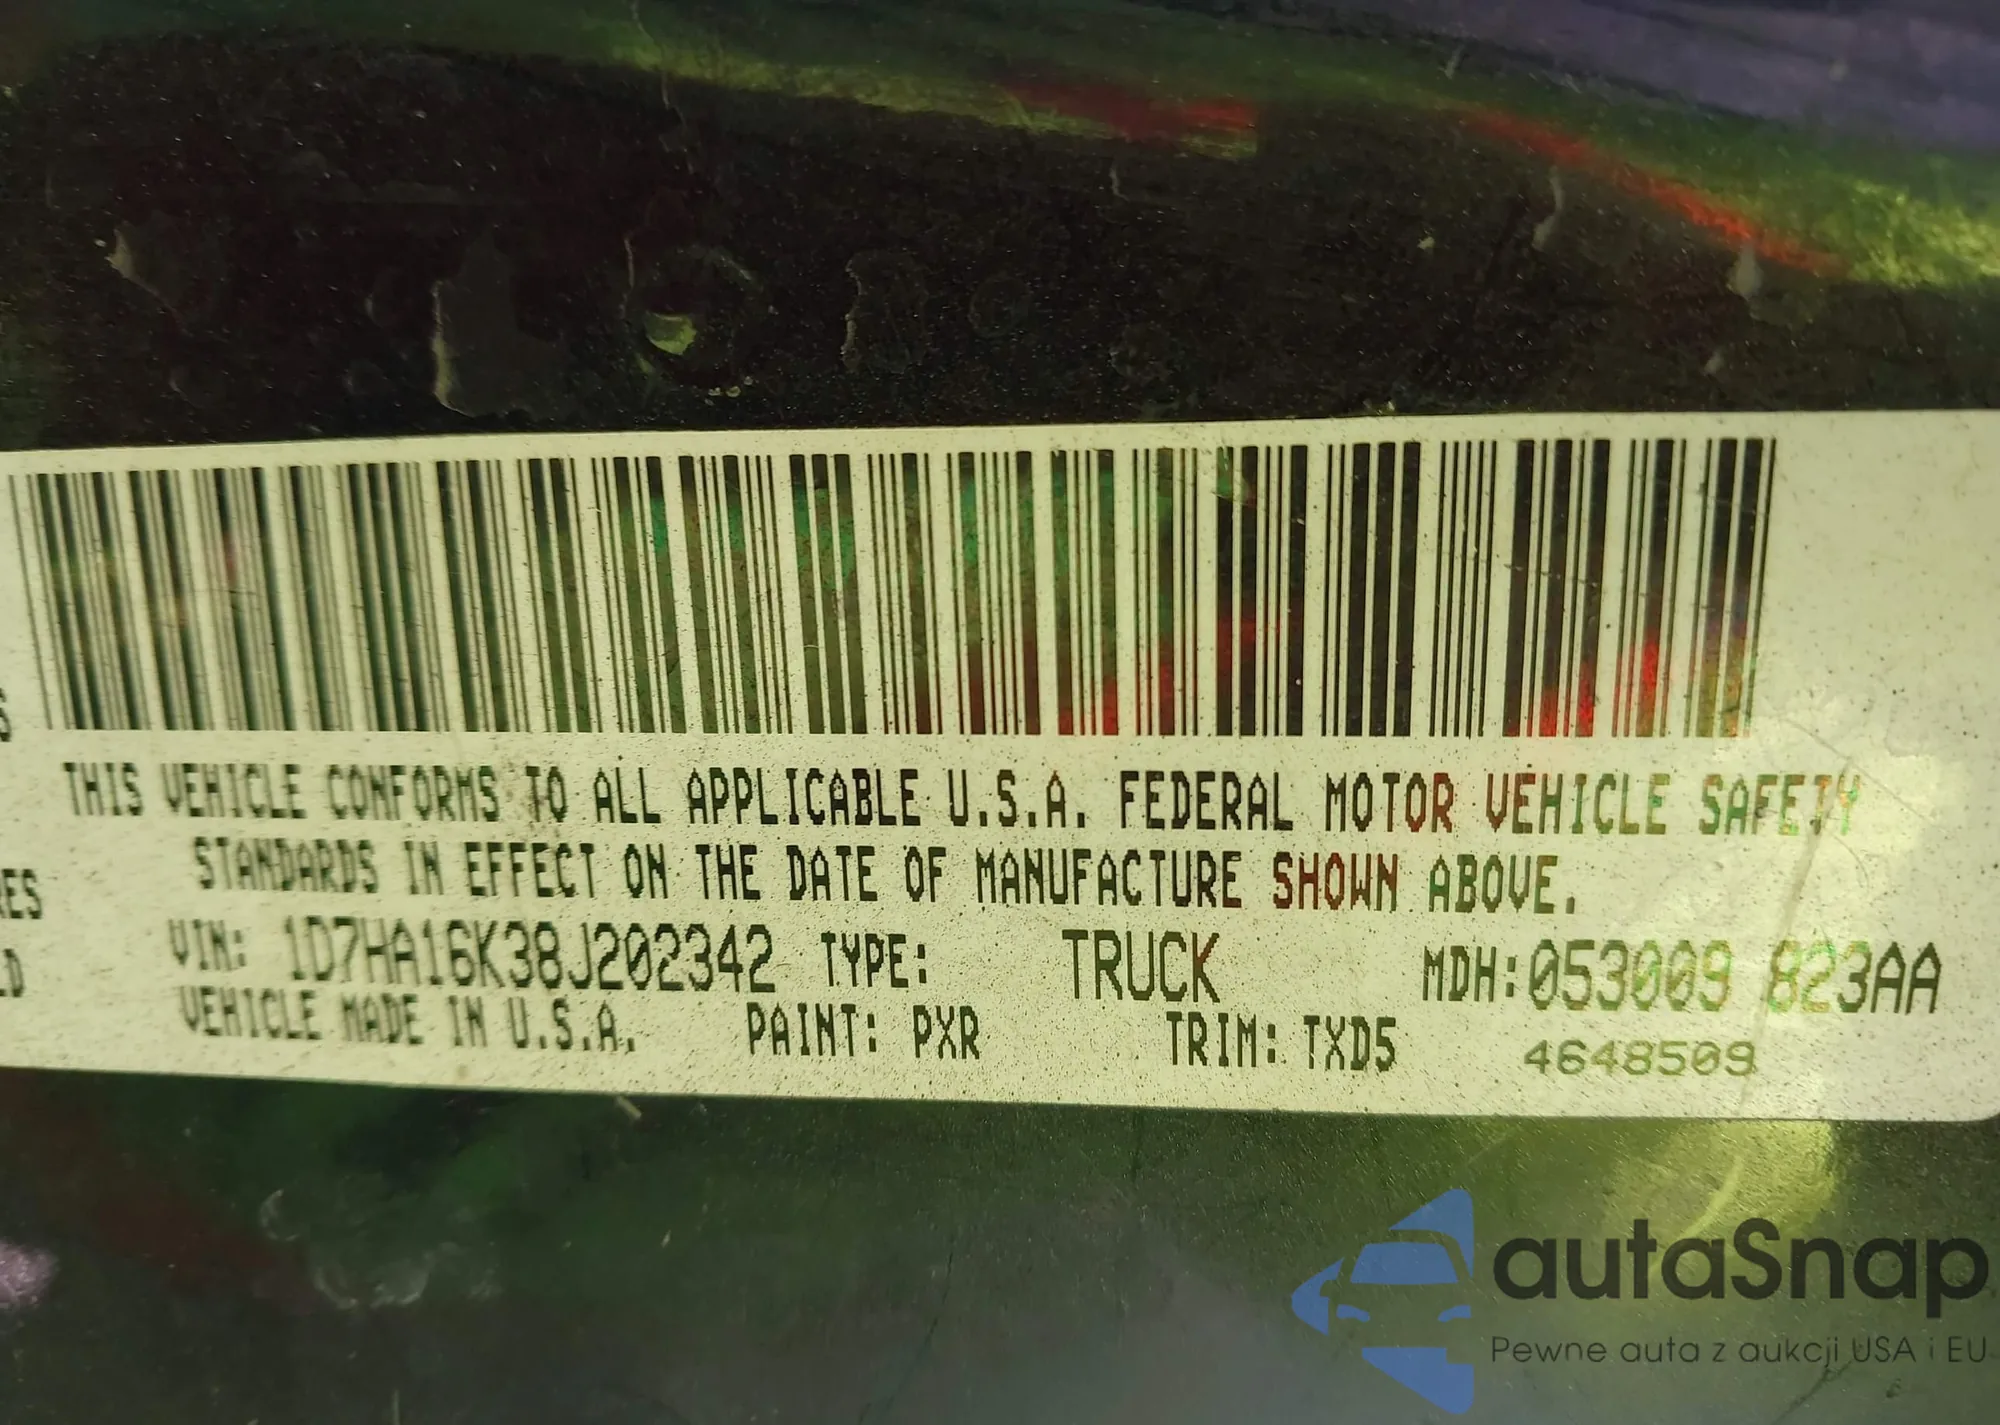 THIS VEHICLE CONFORMS TO ALL APPLICABLE U.S.A. FEDERAL MOTOR VEHICLE SAFETY
STANDARDS IN EFFECT ON THE DATE OF MANUFACTURE SHOWN ABOVE.
VIN: 1D7HA16K38J202342 TYPE: TRUCK MDH:053009 823AA
VEHICLE MADE IN U.S.A. PAINT: PXR TRIM: TXD5 4648509
autaSnap
Pewne auta z aukcji USA i EU